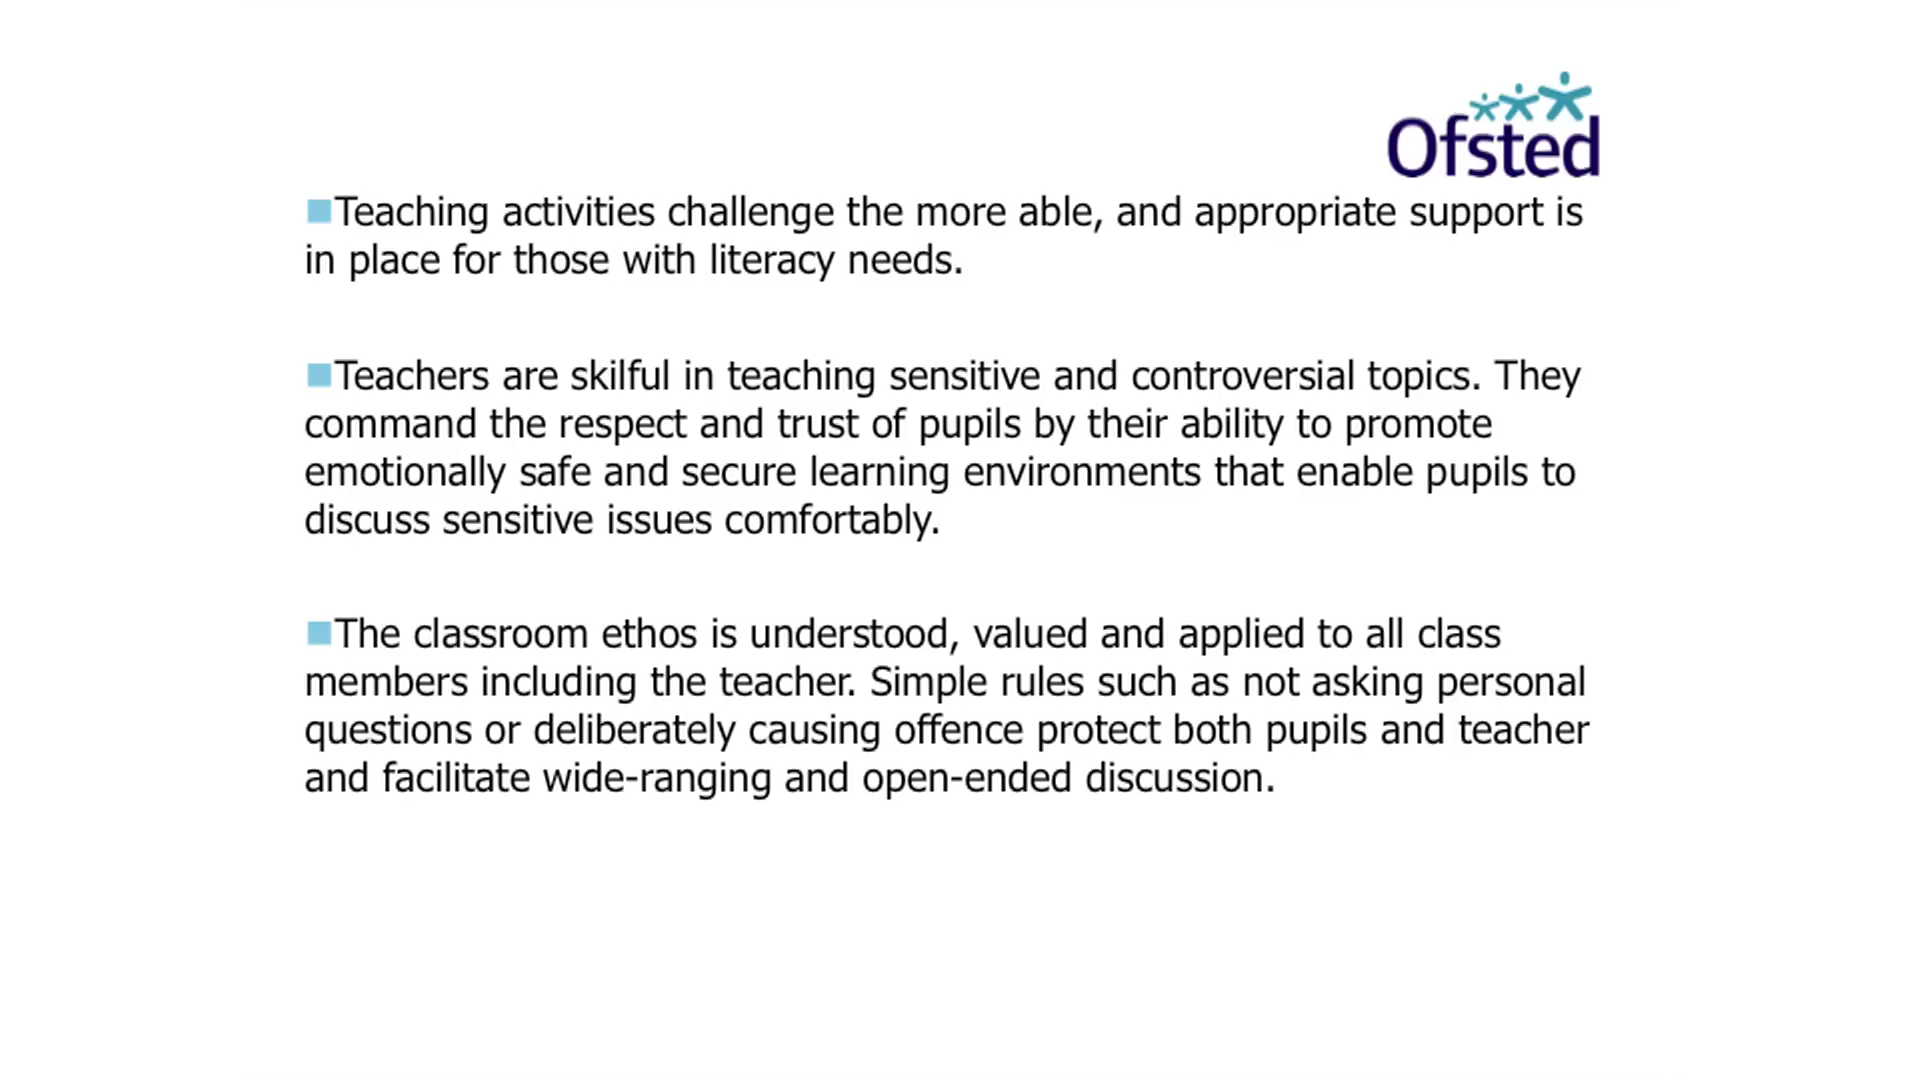 Ofsted
Teaching activities challenge the more able, and appropriate support is
in place for those with literacy needs.
Teachers are skilful in teaching sensitive and controversial topics. They
command the respect and trust of pupils by their ability to promote
emotionally safe and secure learning environments that enable pupils to
discuss sensitive issues comfortably.
The classroom ethos is understood, valued and applied to all class
members including the teacher. Simple rules such as not asking personal
questions or deliberately causing offence protect both pupils and teacher
and facilitate wide-ranging and open-ended discussion.